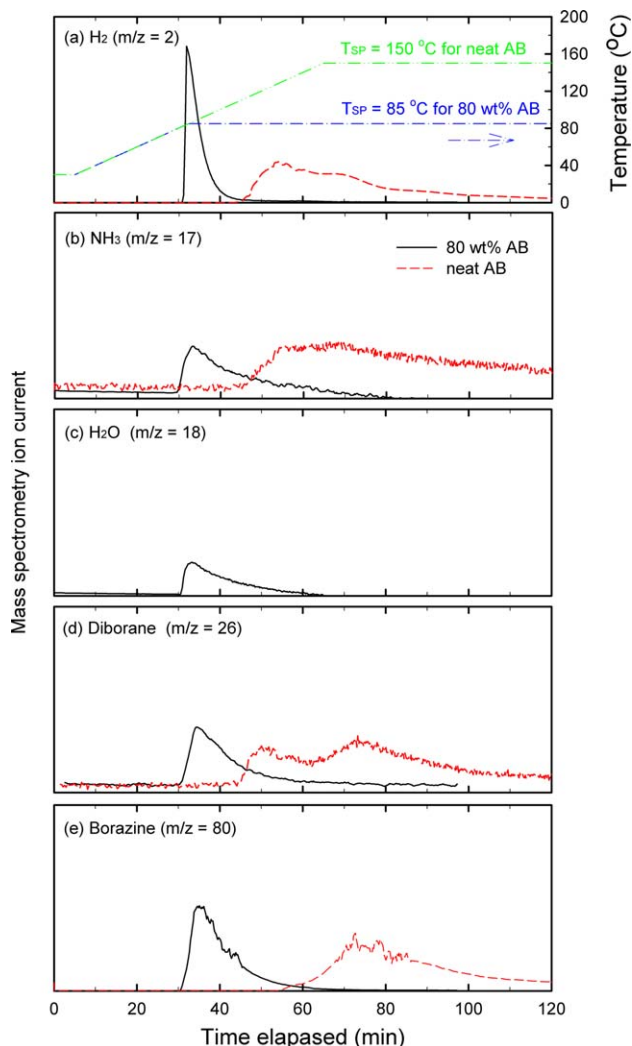 (a) H2 (m/z = 2)
TSP = 150 °C for neat AB
TSP = 85 °C for 80 wt% AB
200
160
120
80
40
0
Temperature (°C)
(b) NH3 (m/z = 17)
80 wt% AB
neat AB
(c) H2O (m/z = 18)
Mass spectrometry ion current
(d) Diborane (m/z = 26)
(e) Borazine (m/z = 80)
0 20 40 60 80 100 120
Time elapased (min)